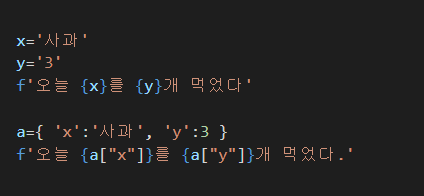 x='사과'
y='3'
f'오늘 {x}를 {y}개 먹었다'
a={ 'x':'사과', 'y':3 }
f'오늘 {a["x"]}를 {a["y"]}개 먹었다.'